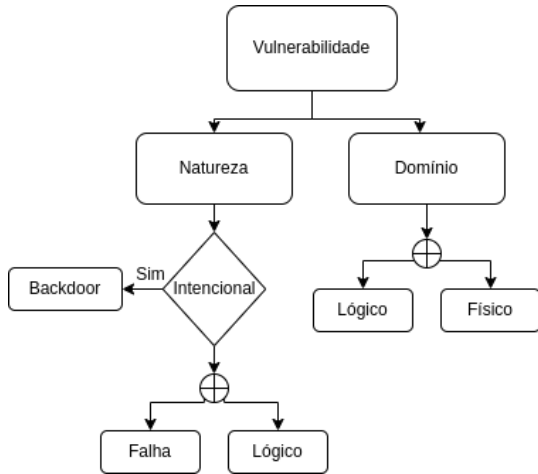 Vulnerabilidade
Natureza
Domínio
Sim
Backdoor
Intencional
Lógico
Físico
Falha
Lógico